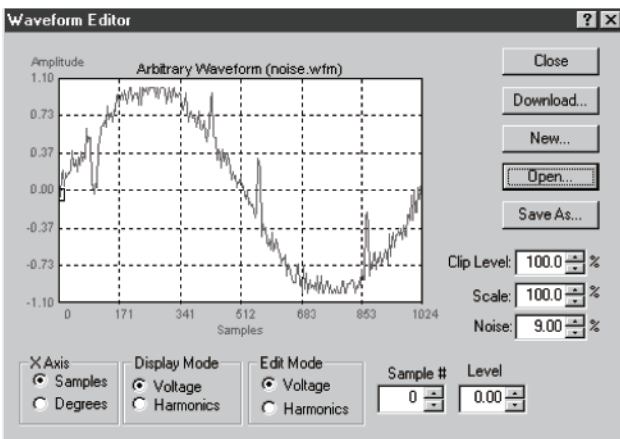 Waveform Editor
Amplitude
Arbitrary Waveform (noise.wfm)
1.10
0.73
0.37
0.00
-0.37
-0.73
-1.10
0 171 341 512 683 853 1024
Samples
Close
Download...
New...
Open...
Save As...
Clip Level: 100.0 %
Scale: 100.0 %
Noise: 9.00 %
X Axis
Samples
Degrees
Display Mode
Voltage
Harmonics
Edit Mode
Voltage
Harmonics
Sample # Level
0 0.00